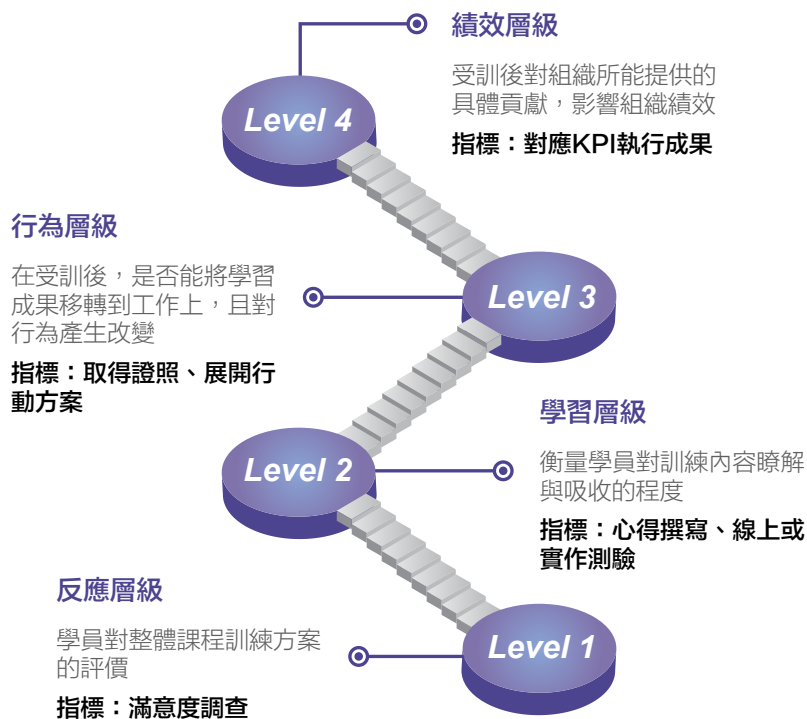 績效層級
受訓後對組織所能提供的
具體貢獻，影響組織績效
指標：對應KPI執行成果
Level 4
行為層級
在受訓後，是否能將學習
成果移轉到工作上，且對
行為產生改變
指標：取得證照、展開行
動方案
Level 3
學習層級
衡量學員對訓練內容瞭解
與吸收的程度
指標：心得撰寫、線上或
實作測驗
Level 2
反應層級
學員對整體課程訓練方案
的評價
指標：滿意度調查
Level 1